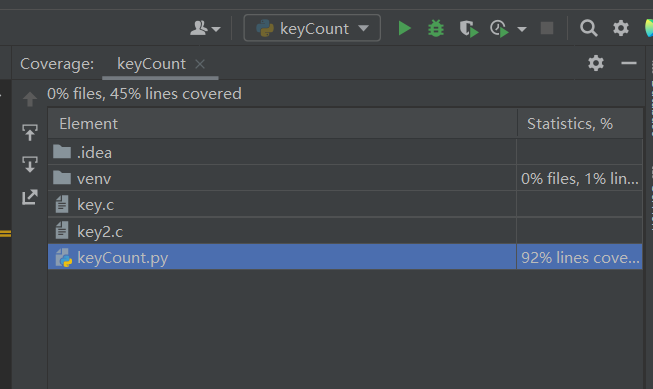 keyCount
Coverage: keyCount
0% files, 45% lines covered
Element Statistics, %
.idea
venv 0% files, 1% lin...
key.c
key2.c
keyCount.py 92% lines cove...